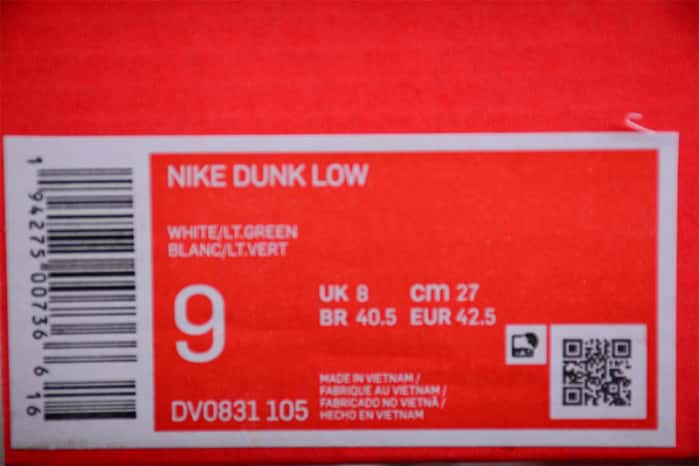 NIKE DUNK LOW
WHITE/LT.GREEN
BLANC/LT.VERT
9
UK 8 cm 27
BR 40.5 EUR 42.5
MADE IN VIETNAM /
FABRIQUE AU VIETNAM /
FABRICADO NO VIETNÃ /
HECHO EN VIETNAM
DV0831 105
1 94275 00736 6 16